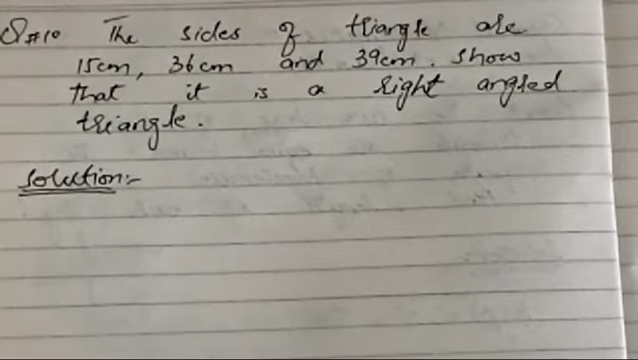 Q#10 The sides of triangle are
15cm, 36cm and 39cm. show
that it is a right angled
triangle.
Solution:-